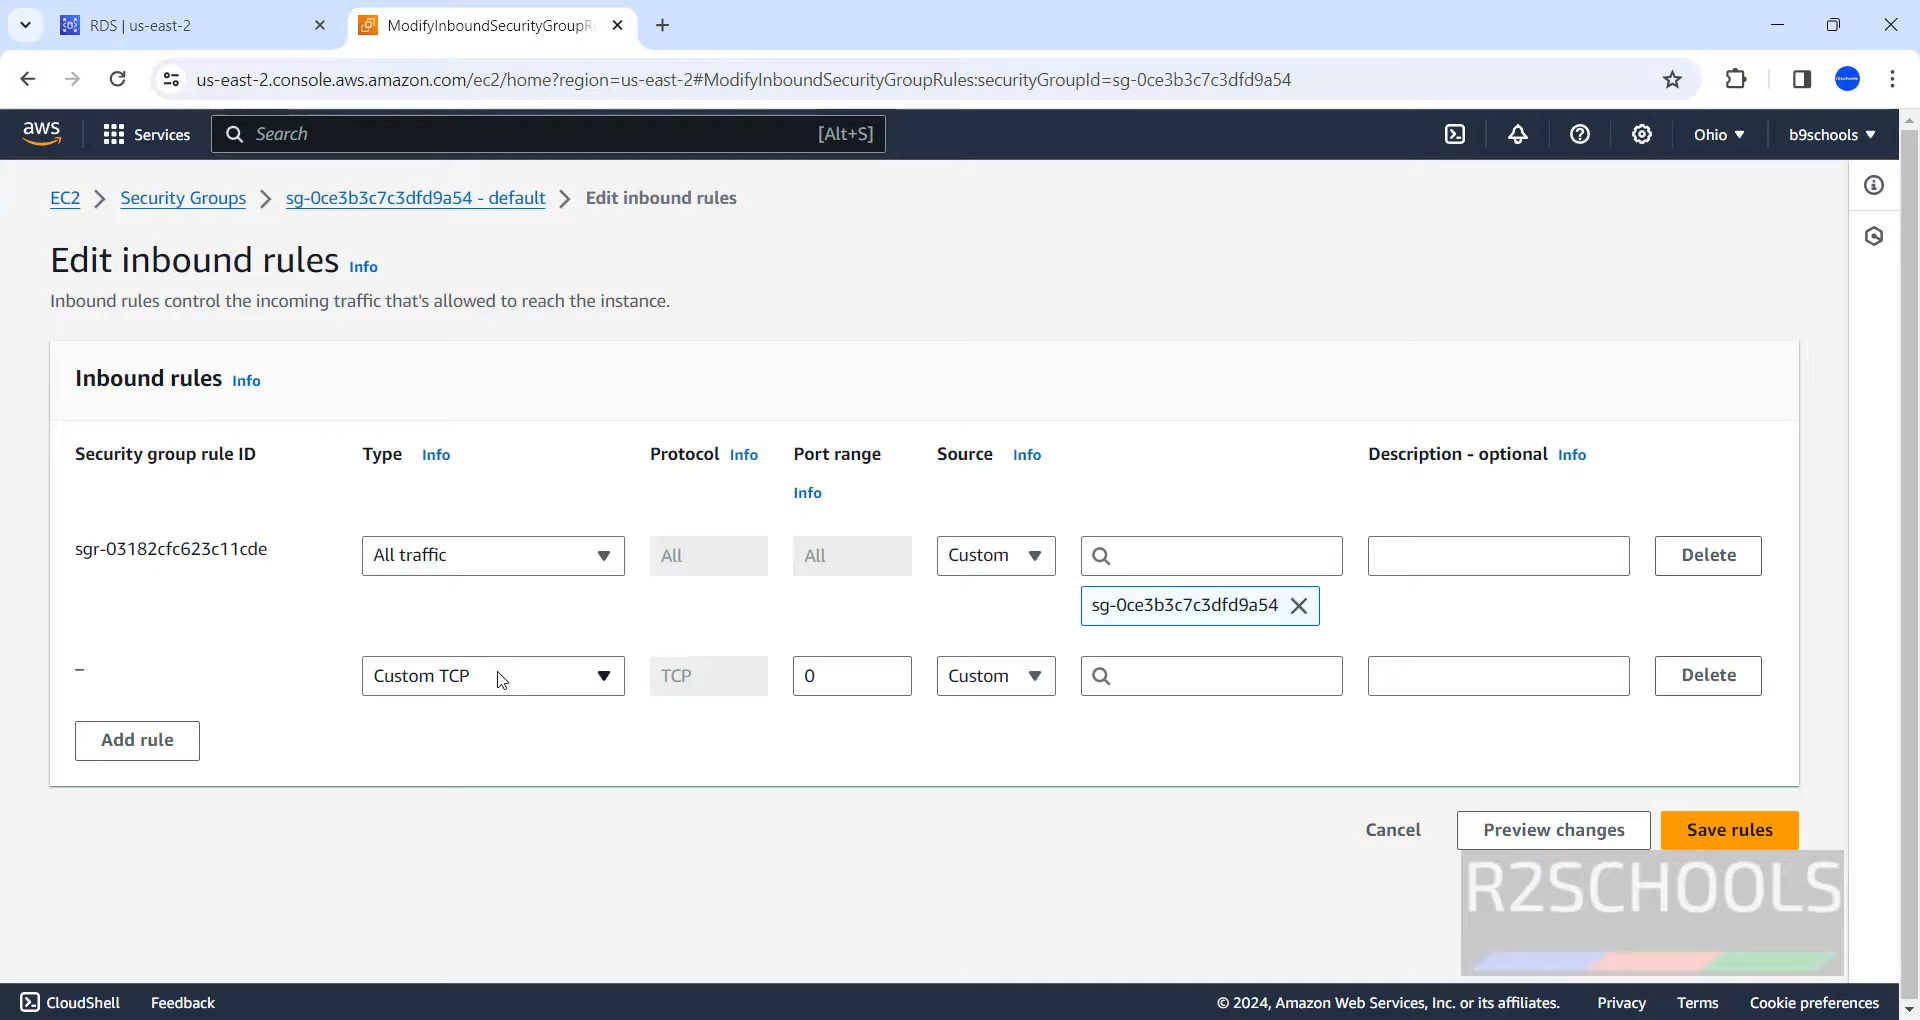 RDS | us-east-2
ModifyInboundSecurityGroupR
us-east-2.console.aws.amazon.com/ec2/home?region=us-east-2#ModifyInboundSecurityGroupRules:securityGroupId=sg-0ce3b3c7c3dfd9a54
aws Services Search [Alt+S] Ohio b9schools
EC2 Security Groups sg-0ce3b3c7c3dfd9a54 - default Edit inbound rules
Edit inbound rules Info
Inbound rules control the incoming traffic that's allowed to reach the instance.
Inbound rules Info
Security group rule ID Type Info Protocol Info Port range Source Info Description - optional Info
Info
sgr-03182cfc623c11cde All traffic All All Custom Delete
sg-0ce3b3c7c3dfd9a54
– Custom TCP TCP 0 Custom Delete
Add rule
Cancel Preview changes Save rules
R2SCHOOLS
CloudShell Feedback © 2024, Amazon Web Services, Inc. or its affiliates. Privacy Terms Cookie preferences